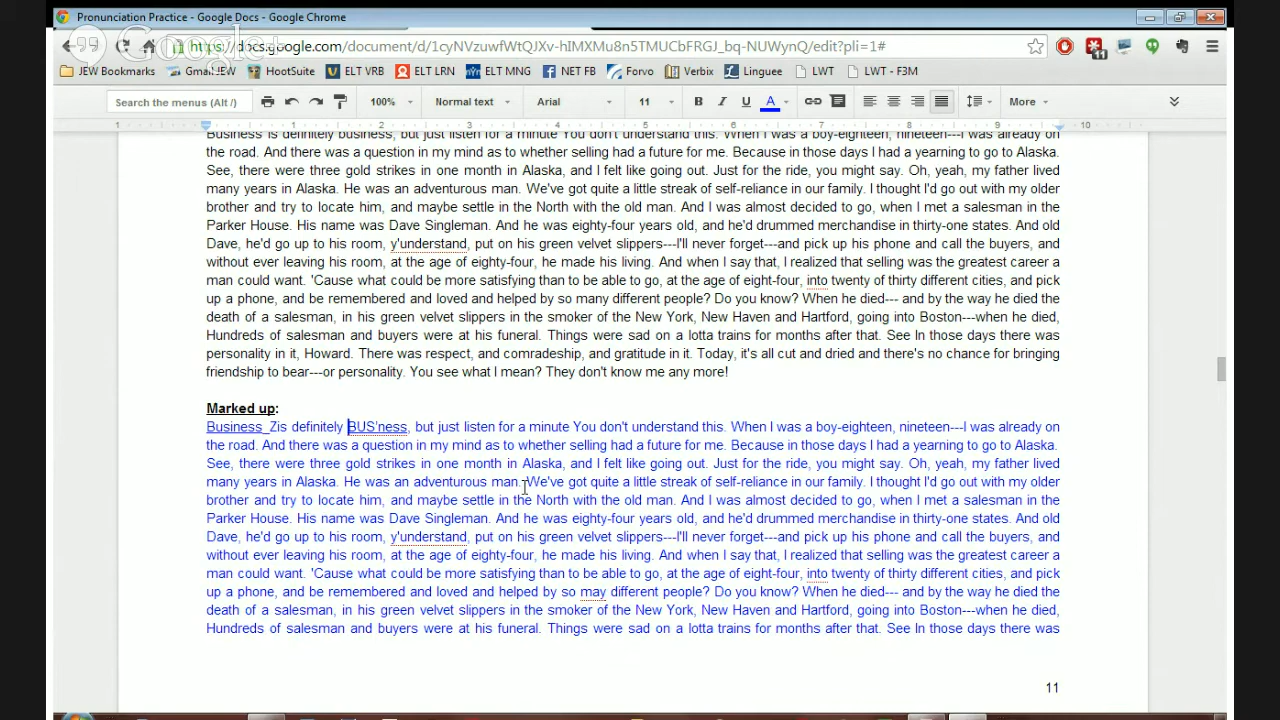 Pronunciation Practice - Google Docs - Google Chrome
https://docs.google.com/document/d/1cyNVzuwfWtQJXv-hIMXMu8n5TMUCbFRGJ_bq-NUWynQ/edit?pli=1#
Google+
11
JEW Bookmarks Gmail JEW HootSuite ELT VRB ELT LRN ELT MNG NET FB Forvo Verbix Linguee LWT LWT - F3M
Search the menus (Alt /) 100% Normal text Arial 11 B I U A More
1 1 2 3 4 5 6 7 8 9 10
Business is definitely business, but just listen for a minute You don't understand this. When I was a boy-eighteen, nineteen---I was already on
the road. And there was a question in my mind as to whether selling had a future for me. Because in those days I had a yearning to go to Alaska.
See, there were three gold strikes in one month in Alaska, and I felt like going out. Just for the ride, you might say. Oh, yeah, my father lived
many years in Alaska. He was an adventurous man. We've got quite a little streak of self-reliance in our family. I thought I'd go out with my older
brother and try to locate him, and maybe settle in the North with the old man. And I was almost decided to go, when I met a salesman in the
Parker House. His name was Dave Singleman. And he was eighty-four years old, and he'd drummed merchandise in thirty-one states. And old
Dave, he'd go up to his room, y'understand, put on his green velvet slippers---I'll never forget---and pick up his phone and call the buyers, and
without ever leaving his room, at the age of eighty-four, he made his living. And when I say that, I realized that selling was the greatest career a
man could want. 'Cause what could be more satisfying than to be able to go, at the age of eight-four, into twenty of thirty different cities, and pick
up a phone, and be remembered and loved and helped by so many different people? Do you know? When he died--- and by the way he died the
death of a salesman, in his green velvet slippers in the smoker of the New York, New Haven and Hartford, going into Boston---when he died,
Hundreds of salesman and buyers were at his funeral. Things were sad on a lotta trains for months after that. See In those days there was
personality in it, Howard. There was respect, and comradeship, and gratitude in it. Today, it's all cut and dried and there's no chance for bringing
friendship to bear---or personality. You see what I mean? They don't know me any more!
Marked up:
Business_Zis definitely BUS'ness, but just listen for a minute You don't understand this. When I was a boy-eighteen, nineteen---I was already on
the road. And there was a question in my mind as to whether selling had a future for me. Because in those days I had a yearning to go to Alaska.
See, there were three gold strikes in one month in Alaska, and I felt like going out. Just for the ride, you might say. Oh, yeah, my father lived
many years in Alaska. He was an adventurous man. We've got quite a little streak of self-reliance in our family. I thought I'd go out with my older
brother and try to locate him, and maybe settle in the North with the old man. And I was almost decided to go, when I met a salesman in the
Parker House. His name was Dave Singleman. And he was eighty-four years old, and he'd drummed merchandise in thirty-one states. And old
Dave, he'd go up to his room, y'understand, put on his green velvet slippers---I'll never forget---and pick up his phone and call the buyers, and
without ever leaving his room, at the age of eighty-four, he made his living. And when I say that, I realized that selling was the greatest career a
man could want. 'Cause what could be more satisfying than to be able to go, at the age of eight-four, into twenty of thirty different cities, and pick
up a phone, and be remembered and loved and helped by so may different people? Do you know? When he died--- and by the way he died the
death of a salesman, in his green velvet slippers in the smoker of the New York, New Haven and Hartford, going into Boston---when he died,
Hundreds of salesman and buyers were at his funeral. Things were sad on a lotta trains for months after that. See In those days there was
11